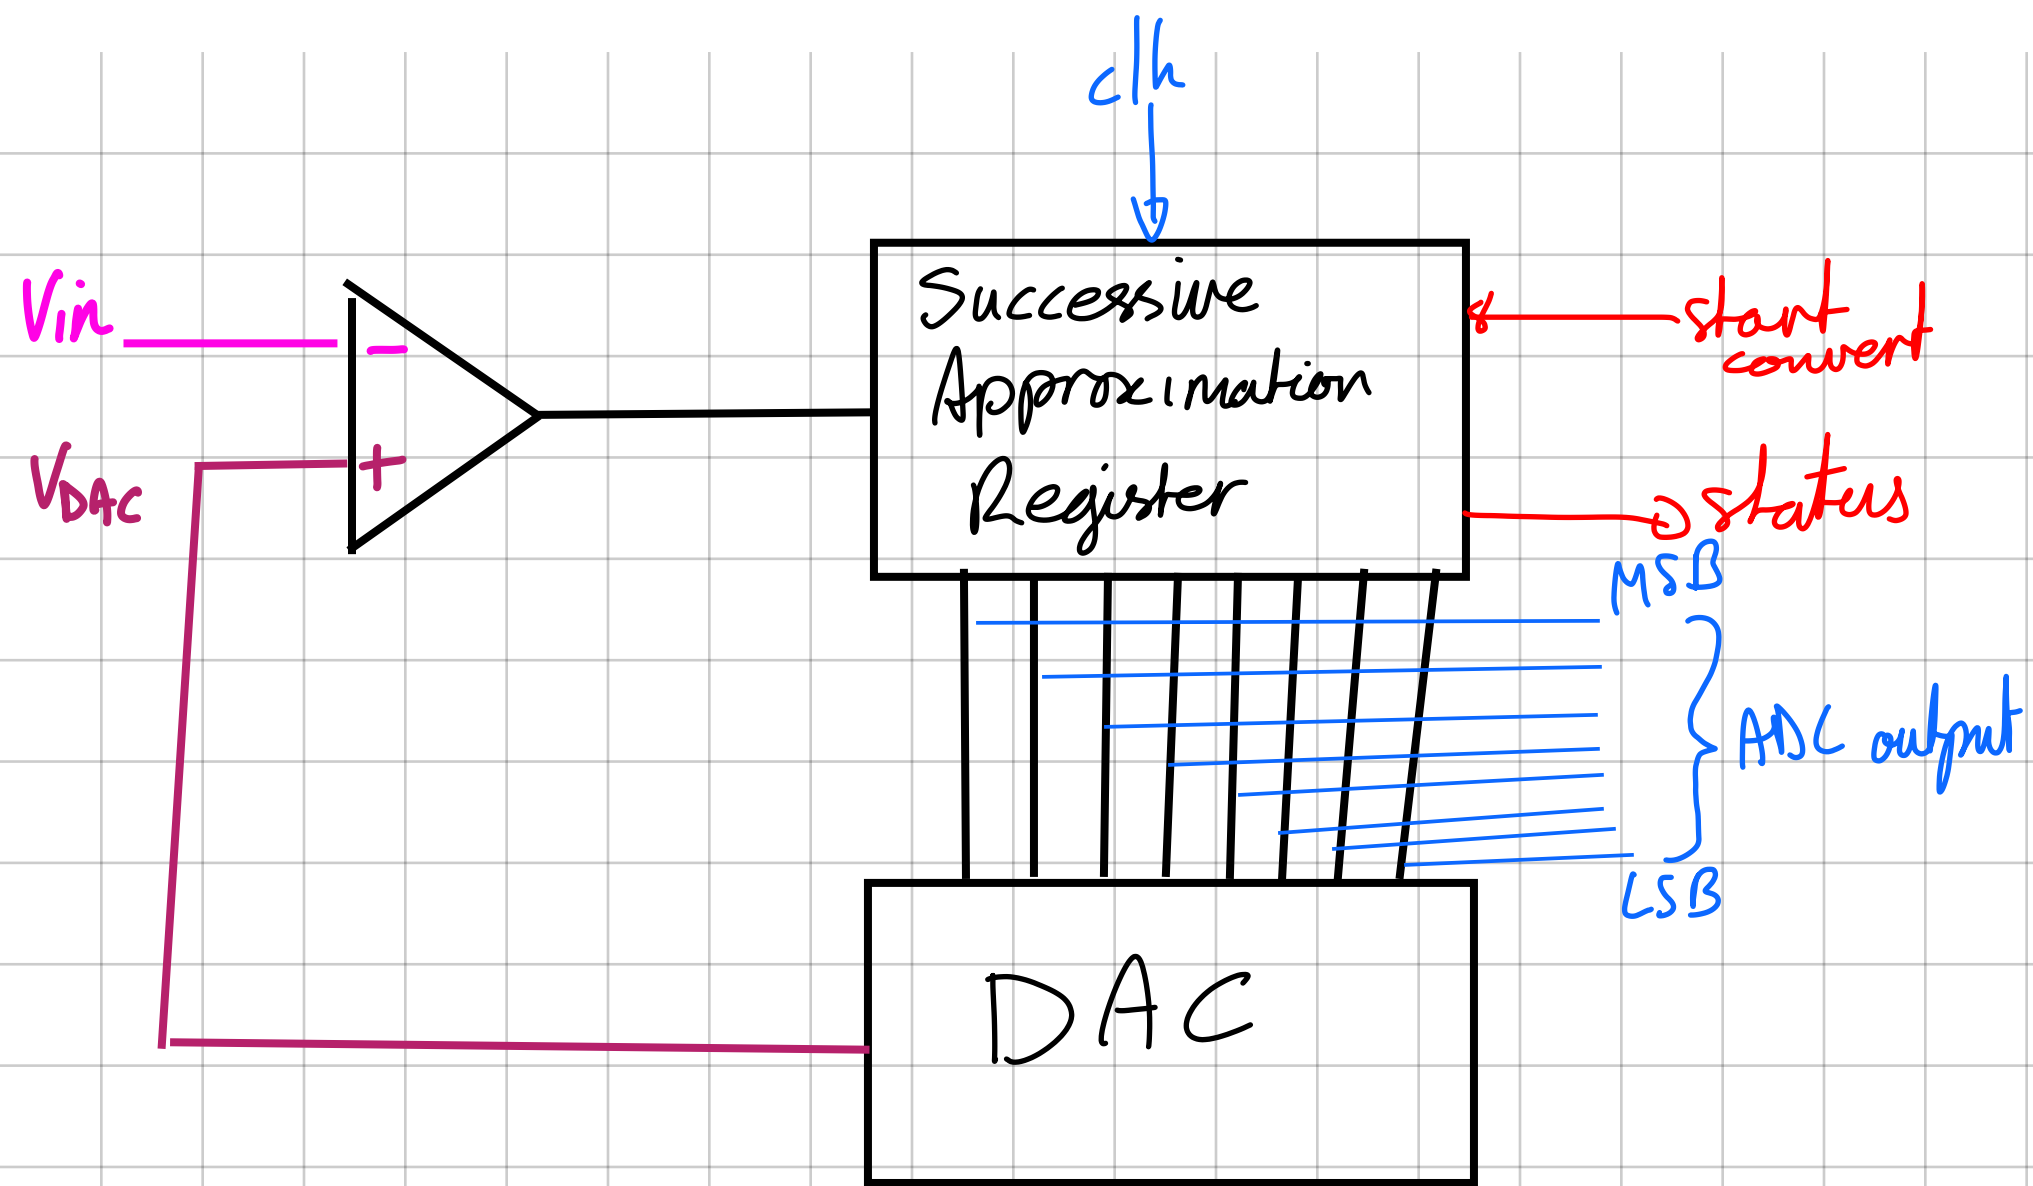 clk
Vin
-
VDAC
+
Successive
Approximation
Register
start
convert
status
MSB
ADC output
LSB
DAC